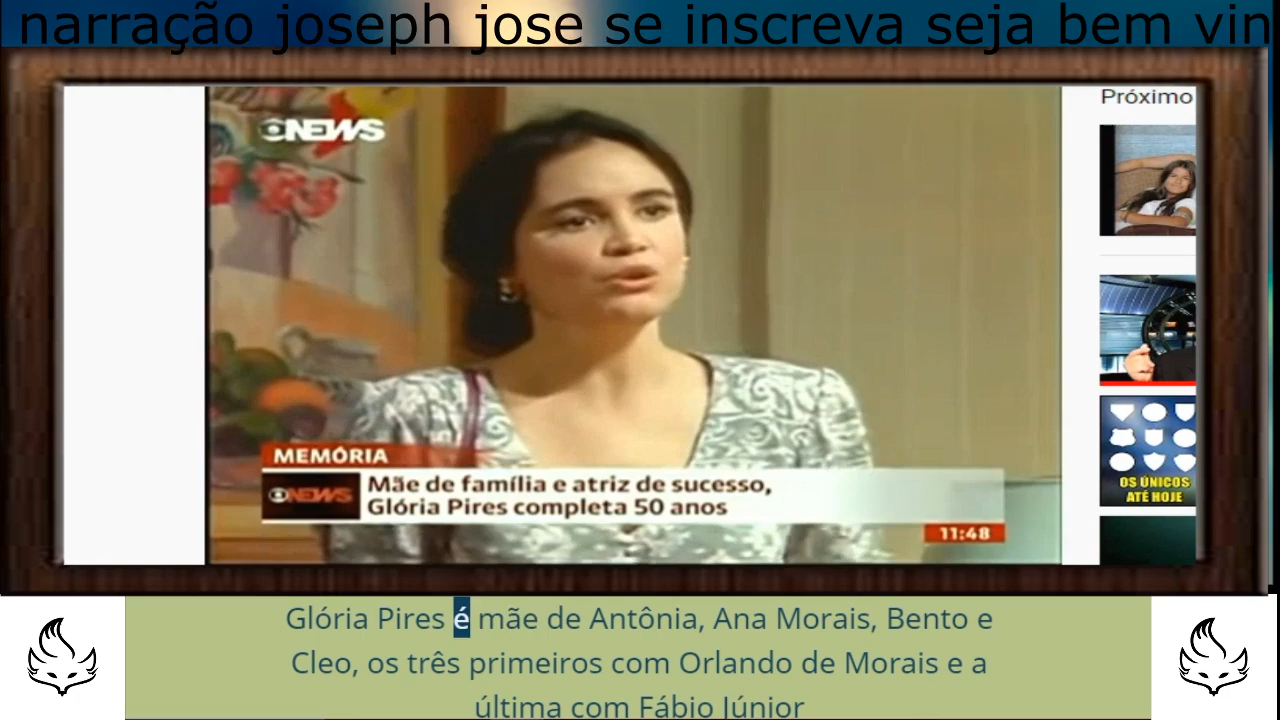 narração joseph jose se inscreva seja bem vin
Próximo
NEWS
MEMÓRIA
NEWS
Mãe de família e atriz de sucesso,
Glória Pires completa 50 anos
11:48
OS ÚNICOS
ATÉ HOJE
Glória Pires é mãe de Antônia, Ana Morais, Bento e
Cleo, os três primeiros com Orlando de Morais e a
última com Fábio Júnior